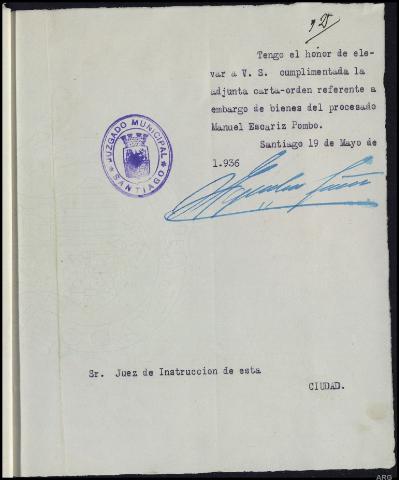 Tengo el honor de ele-
var a V. S. cumplimentada la
adjunta carta-orden referente a
embargo de bienes del procesado
Manuel Escariz Pombo.
Santiago 19 de Mayo de
1.936
JUZGADO MUNICIPAL
SANTIAGO
Sr. Juez de Instruccion de esta
CIUDAD.
ARG